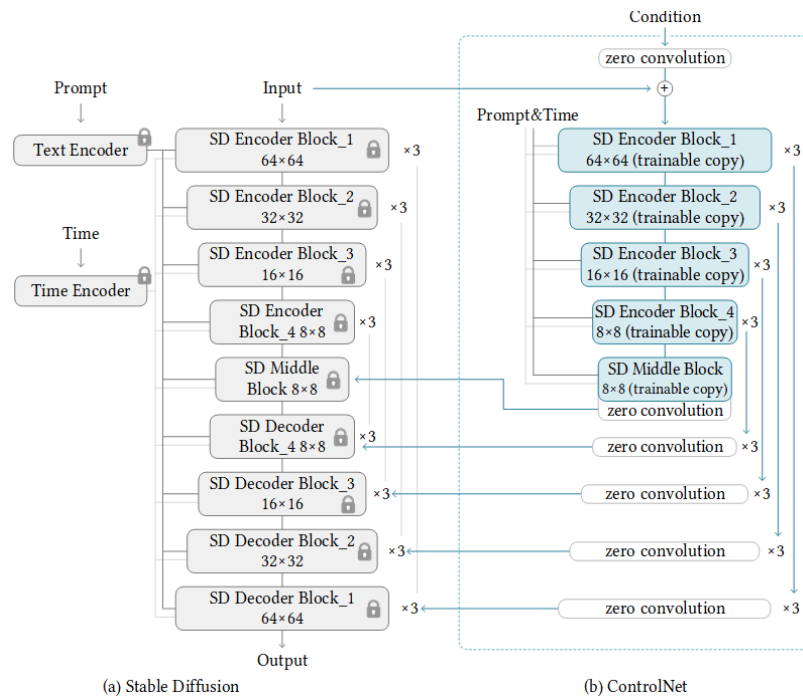 Condition
zero convolution
Prompt
Input
+
Prompt&Time
Text Encoder
SD Encoder Block_1
64×64
×3
SD Encoder Block_1
64×64 (trainable copy)
×3
SD Encoder Block_2
32×32
×3
SD Encoder Block_2
32×32 (trainable copy)
×3
Time
Time Encoder
SD Encoder Block_3
16×16
×3
SD Encoder Block_3
16×16 (trainable copy)
×3
SD Encoder
Block_4 8×8
×3
SD Encoder Block_4
8×8 (trainable copy)
×3
SD Middle
Block 8×8
SD Middle Block
8×8 (trainable copy)
zero convolution
SD Decoder
Block_4 8×8
×3
zero convolution
×3
SD Decoder Block_3
16×16
×3
zero convolution
×3
SD Decoder Block_2
32×32
×3
zero convolution
×3
SD Decoder Block_1
64×64
×3
zero convolution
×3
Output
(a) Stable Diffusion
(b) ControlNet